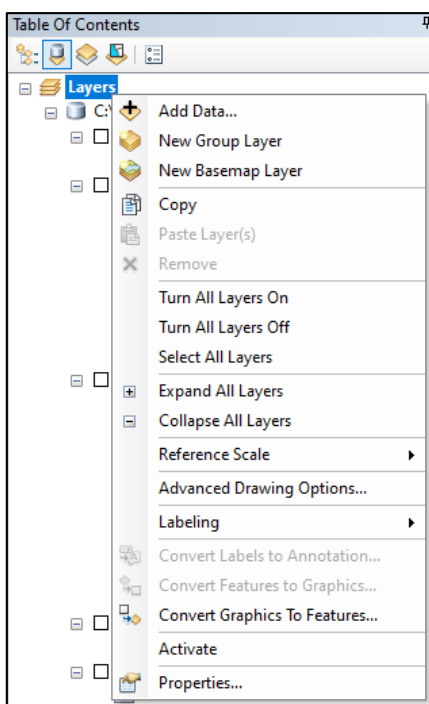 Table Of Contents
Layers
C:\
Add Data...
New Group Layer
New Basemap Layer
Copy
Paste Layer(s)
Remove
Turn All Layers On
Turn All Layers Off
Select All Layers
Expand All Layers
Collapse All Layers
Reference Scale
Advanced Drawing Options...
Labeling
Convert Labels to Annotation...
Convert Features to Graphics...
Convert Graphics To Features...
Activate
Properties...